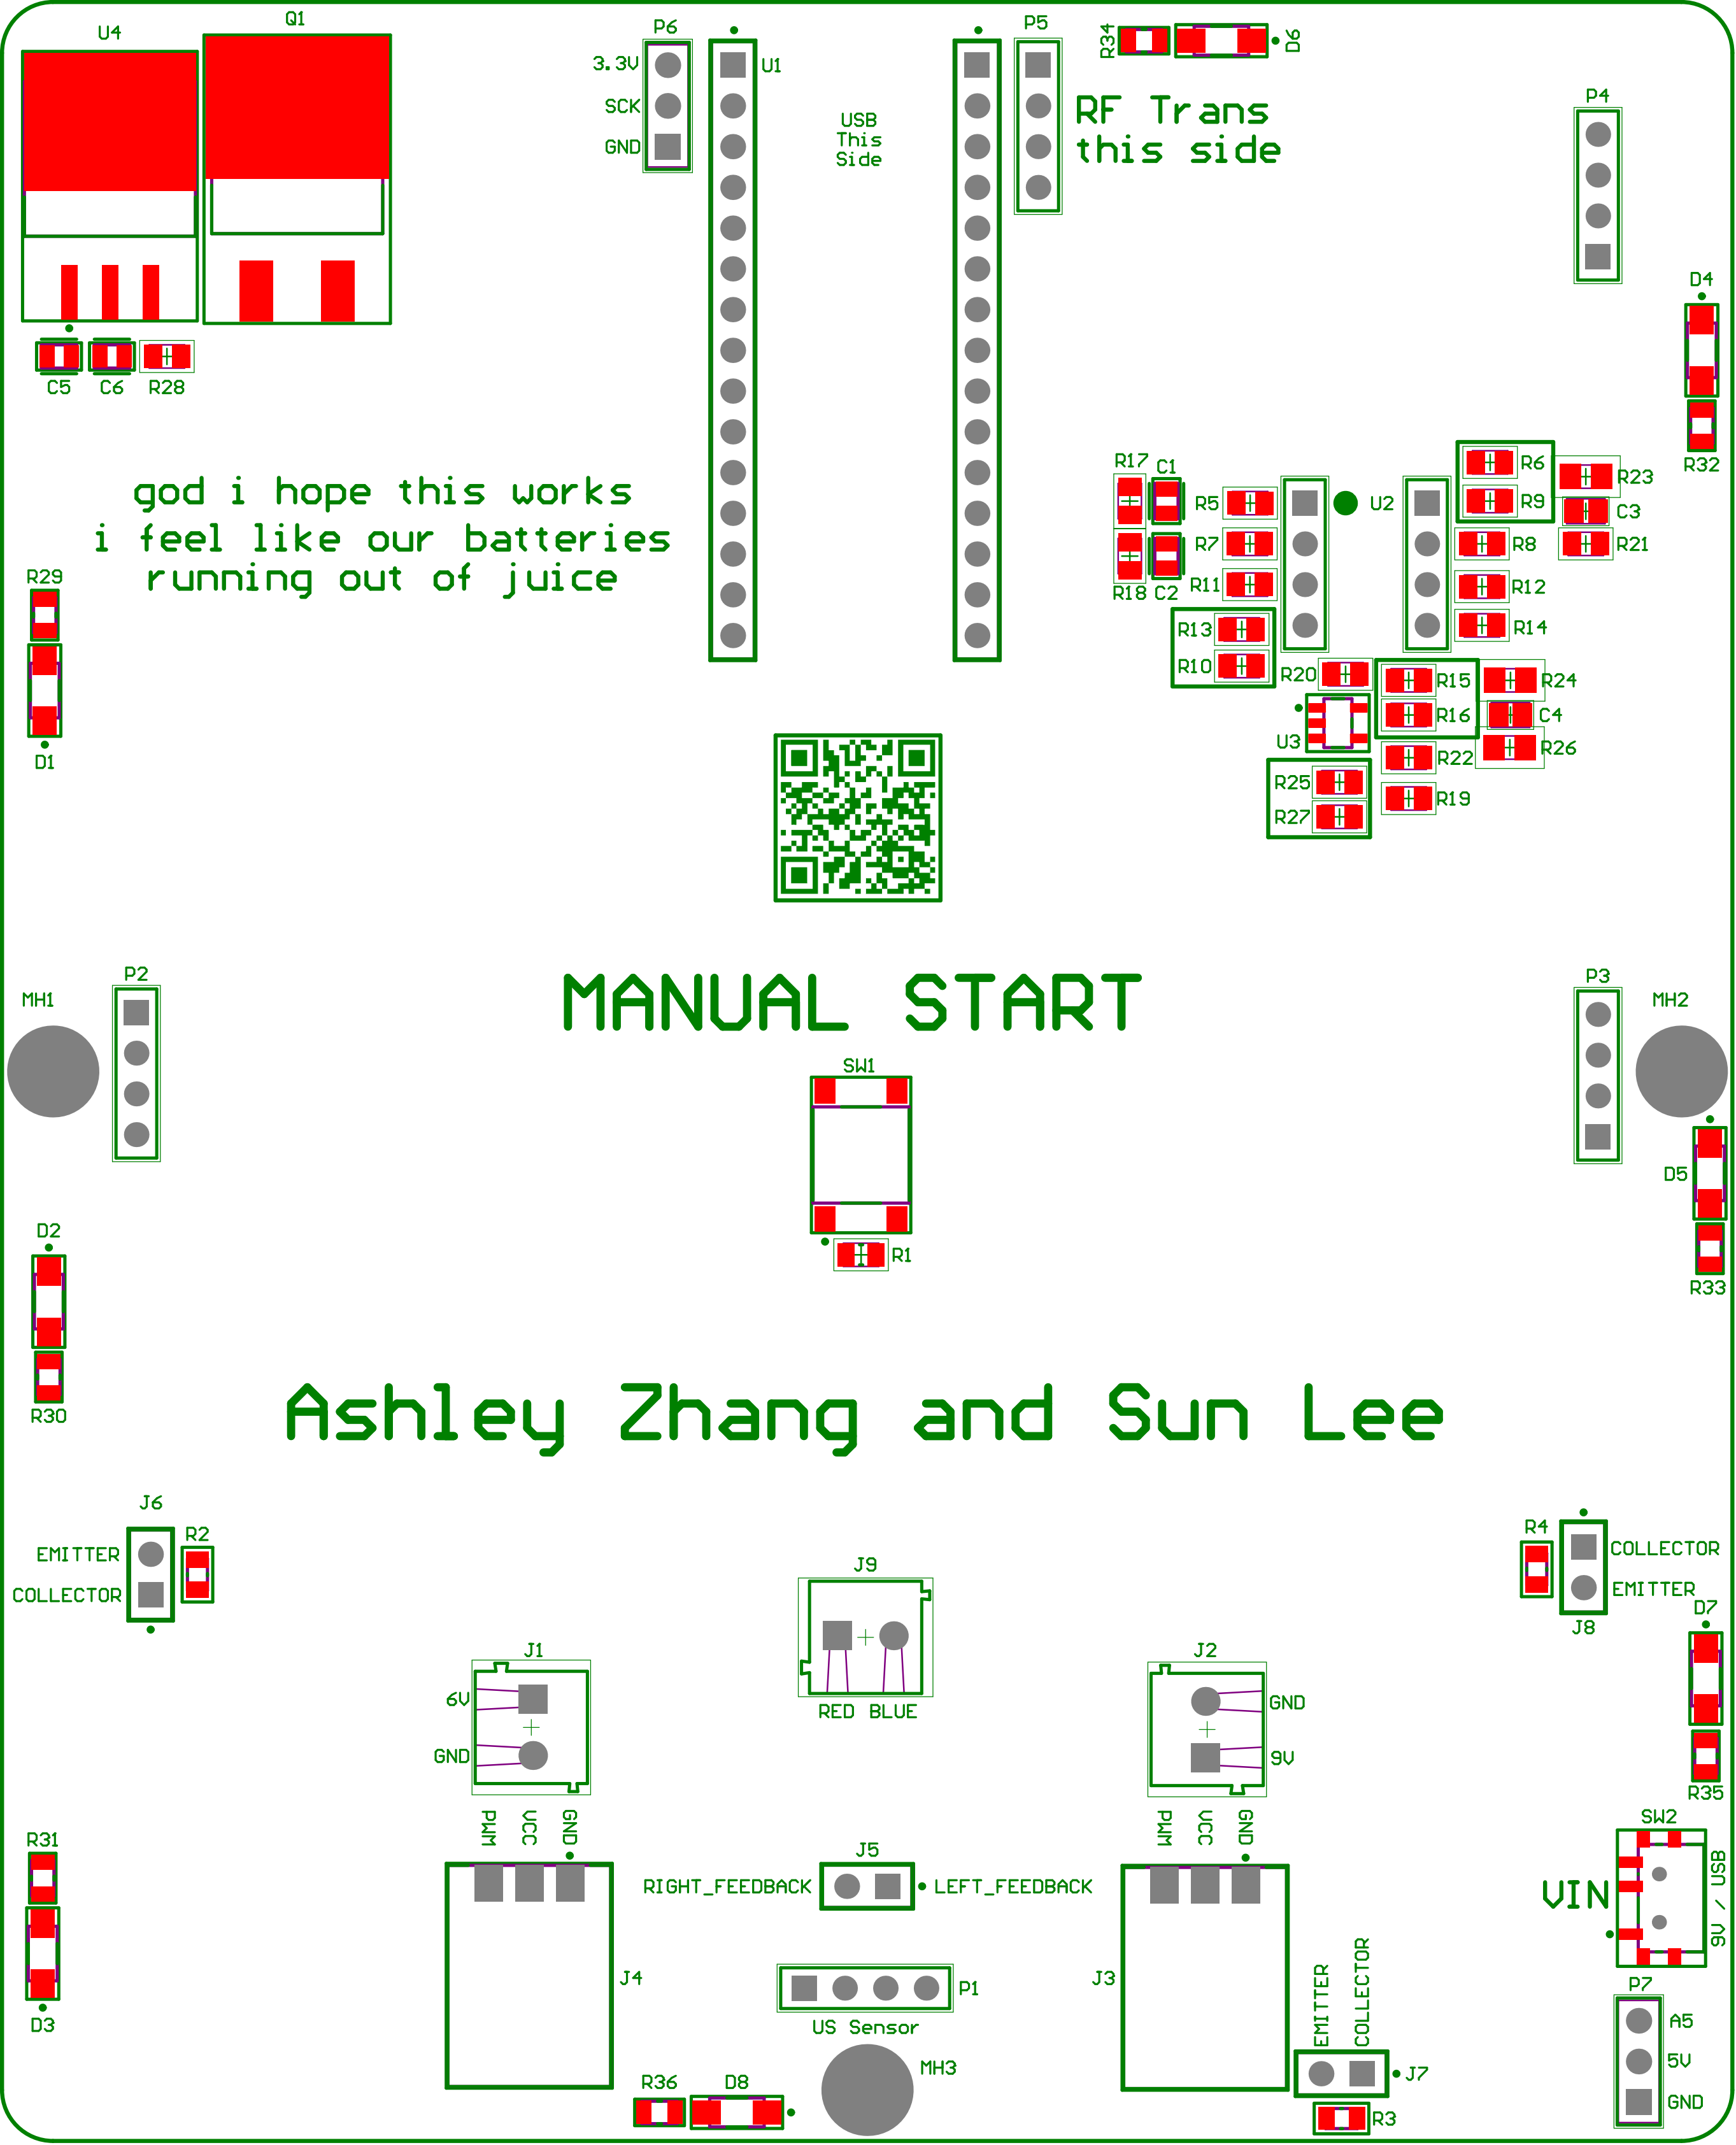 U4
Q1
P6
P5
R34
D6
3.3V
U1
SCK
USB
This
Side
RF Trans
this side
GND
P4
D4
C5
C6
R28
R32
god i hope this works
i feel like our batteries
running out of juice
R17
C1
R5
U2
R6
R23
R9
C3
R7
R8
R21
R29
R18
C2
R11
R12
R13
R14
R10
R20
R15
R24
R16
C4
U3
R22
R26
D1
R25
R19
R27
P2
P3
MH1
MH2
MANUAL START
SW1
D5
D2
R1
R33
Ashley Zhang and Sun Lee
R30
J6
R2
R4
EMITTER
COLLECTOR
COLLECTOR
EMITTER
J9
D7
J8
J1
J2
6V
RED BLUE
GND
GND
9V
R35
PWM
VCC
GND
PWM
VCC
GND
SW2
R31
J5
RIGHT_FEEDBACK
LEFT_FEEDBACK
VIN
9V / USB
J4
P1
J3
EMITTER
COLLECTOR
P7
D3
US Sensor
A5
5V
R36
D8
MH3
J7
GND
R3